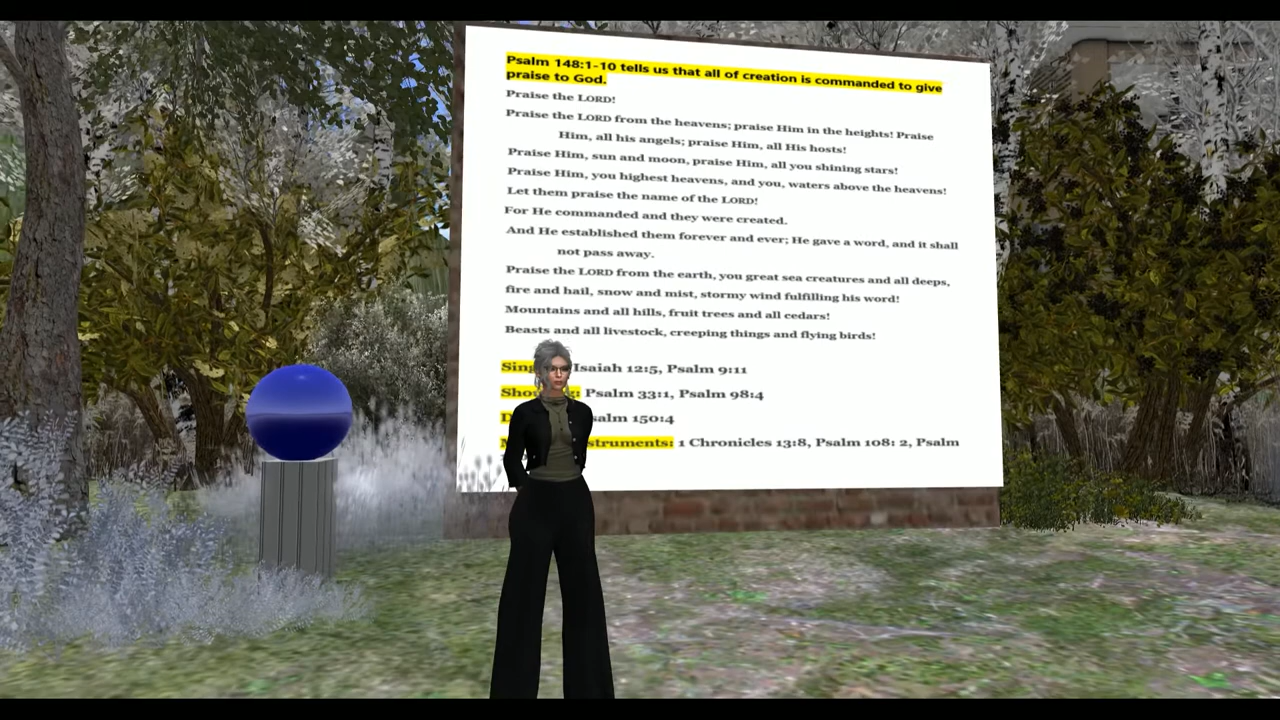 Psalm 148:1-10 tells us that all of creation is commanded to give
praise to God.
Praise the LORD!
Praise the LORD from the heavens; praise Him in the heights! Praise
Him, all his angels; praise Him, all His hosts!
Praise Him, sun and moon, praise Him, all you shining stars!
Praise Him, you highest heavens, and you, waters above the heavens!
Let them praise the name of the LORD!
For He commanded and they were created.
And He established them forever and ever; He gave a word, and it shall
not pass away.
Praise the LORD from the earth, you great sea creatures and all deeps,
fire and hail, snow and mist, stormy wind fulfilling his word!
Mountains and all hills, fruit trees and all cedars!
Beasts and all livestock, creeping things and flying birds!
Isaiah 12:5, Psalm 9:11
Psalm 33:1, Psalm 98:4
150:4
1 Chronicles 13:8, Psalm 108: 2, Psalm